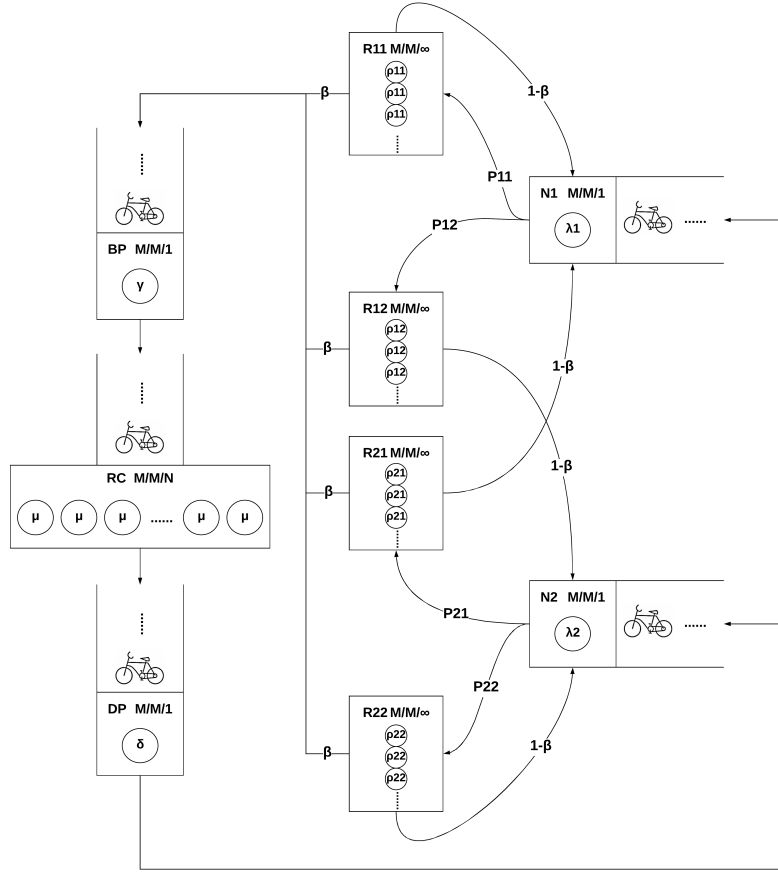 R11 M/M/∞
ρ11
ρ11
ρ11
β
1-β
P11
P12
N1 M/M/1
λ1
......
BP M/M/1
γ
R12 M/M/∞
ρ12
ρ12
ρ12
β
1-β
R21 M/M/∞
ρ21
ρ21
ρ21
β
1-β
RC M/M/N
μ μ μ ...... μ μ
P21
N2 M/M/1
λ2
......
P22
R22 M/M/∞
ρ22
ρ22
ρ22
β
1-β
DP M/M/1
δ